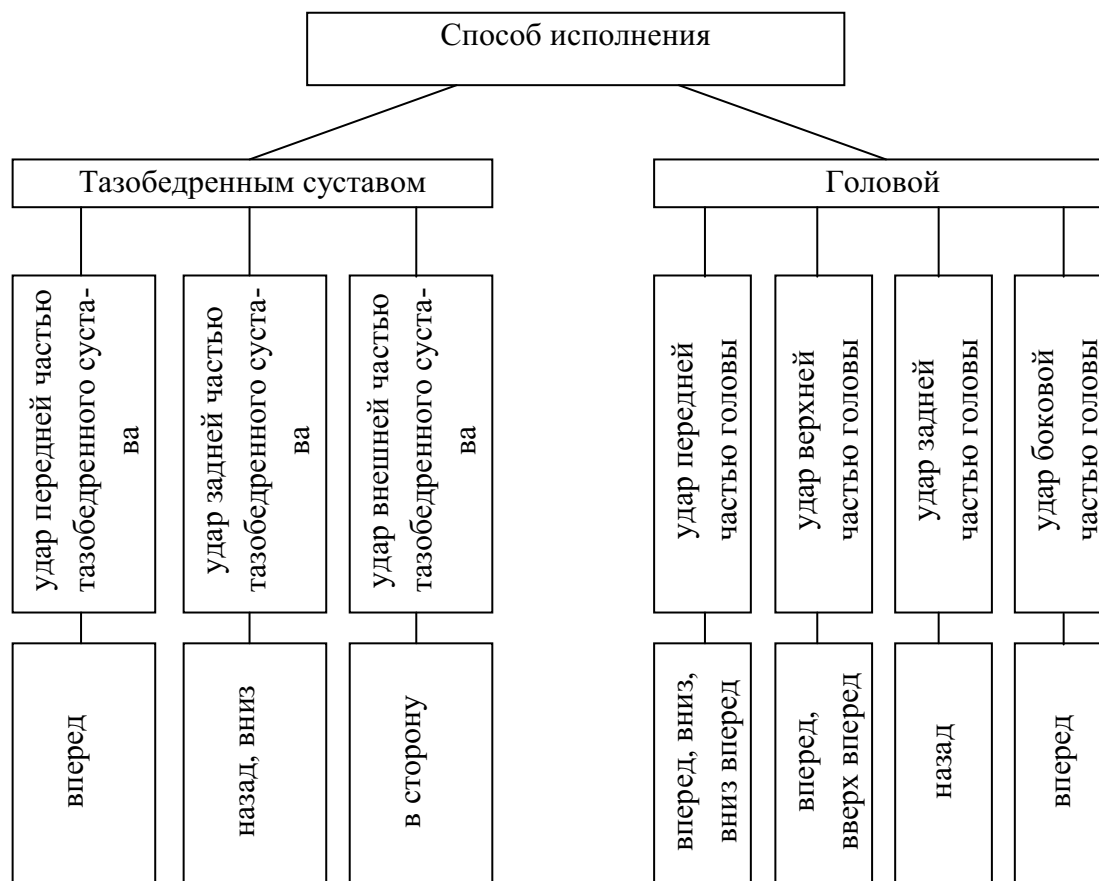 Способ исполнения
Тазобедренным суставом
Головой
удар передней частью
тазобедренного суста-
ва
удар задней частью
тазобедренного суста-
ва
удар внешней частью
тазобедренного суста-
ва
удар передней
частью головы
удар верхней
частью головы
удар задней
частью головы
удар боковой
частью головы
вперед
назад, вниз
в сторону
вперед, вниз,
вниз вперед
вперед,
вверх вперед
назад
вперед